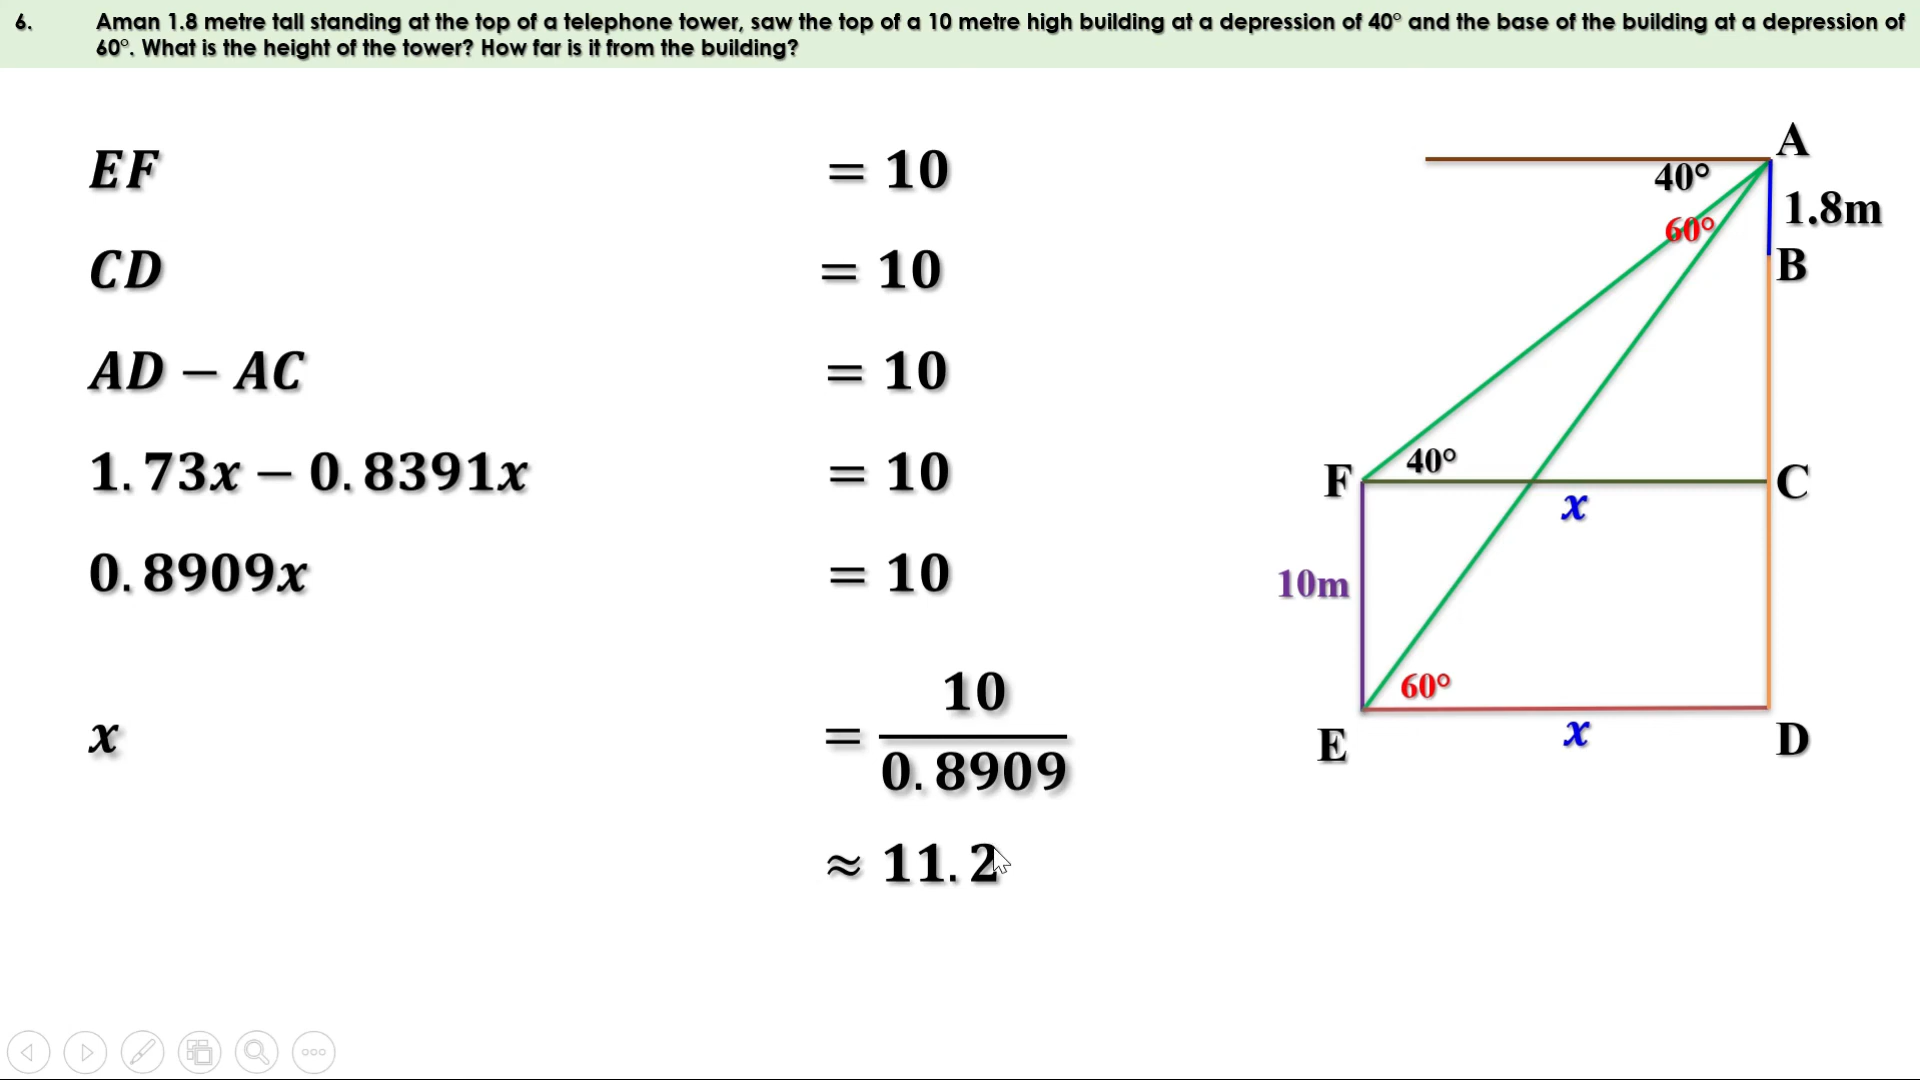 6. Aman 1.8 metre tall standing at the top of a telephone tower, saw the top of a 10 metre high building at a depression of 40° and the base of the building at a depression of
60°. What is the height of the tower? How far is it from the building?
EF = 10
CD = 10
AD − AC = 10
1.73x − 0.8391x = 10
0.8909x = 10
x = 10/0.8909
≈ 11.2
A
40°
1.8m
60°
B
40°
F
C
x
10m
60°
E
x
D